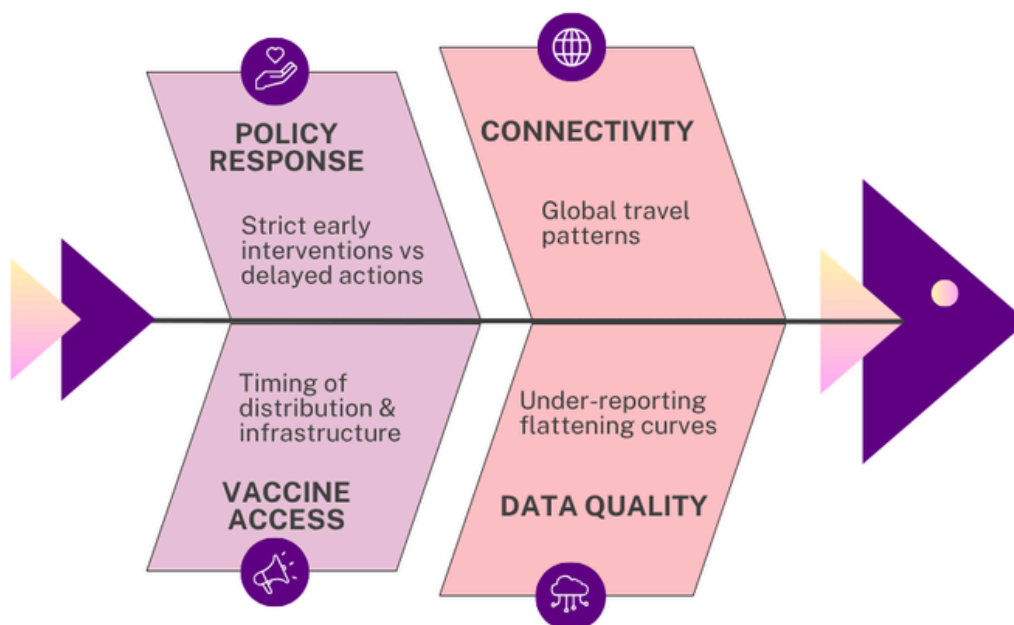 POLICY
RESPONSE
Strict early
interventions vs
delayed actions
CONNECTIVITY
Global travel
patterns
Timing of
distribution &
infrastructure
VACCINE
ACCESS
Under-reporting
flattening curves
DATA QUALITY